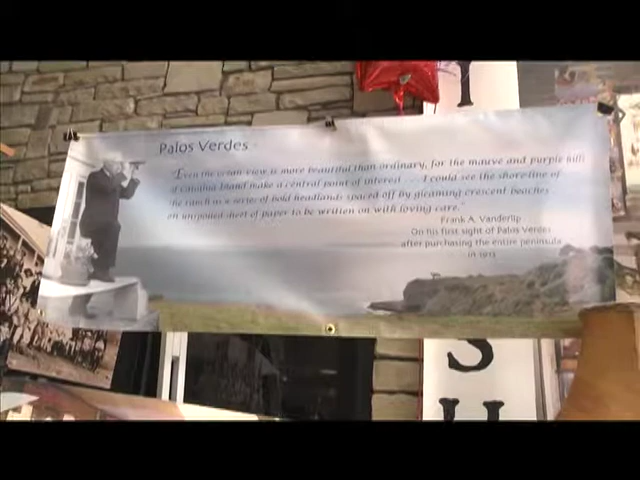 Palos Verdes
"Even the ocean view is more beautiful than ordinary, for the mauve and purple hills
of Catalina Island make a central point of interest . . . I could see the shoreline of
the ranch as a series of bold headlands spaced off by gleaming crescent beaches
an unspoiled sheet of paper to be written on with loving care."
Frank A. Vanderlip
On his first sight of Palos Verdes
after purchasing the entire peninsula
in 1913
S